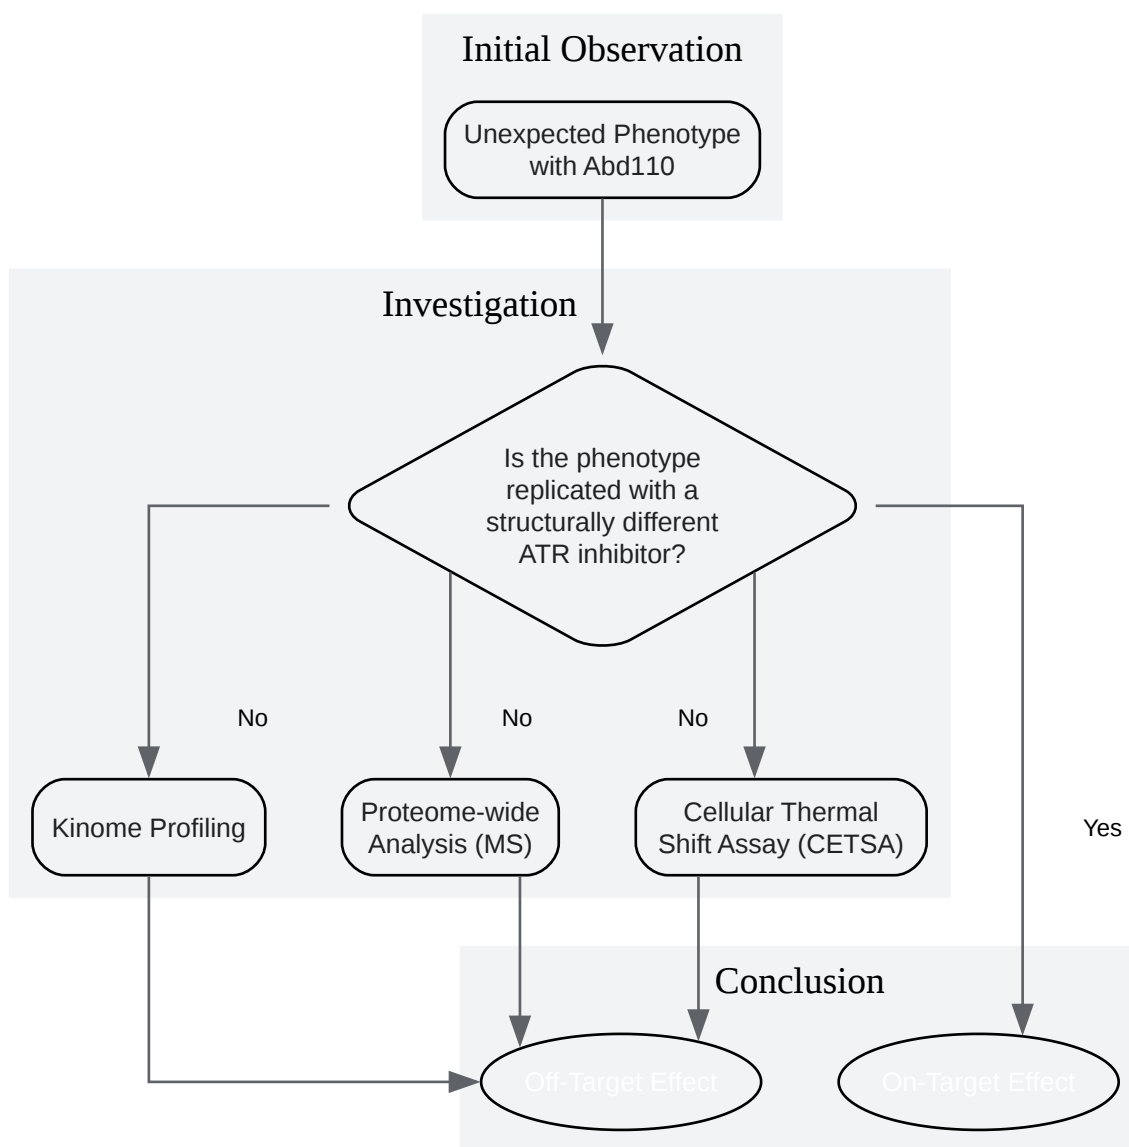 Initial Observation
Unexpected Phenotype
with Abd110
Investigation
Is the phenotype
replicated with a
structurally different
ATR inhibitor?
No
No
No
Kinome Profiling
Proteome-wide
Analysis (MS)
Cellular Thermal
Shift Assay (CETSA)
Yes
Conclusion
Off-Target Effect
On-Target Effect